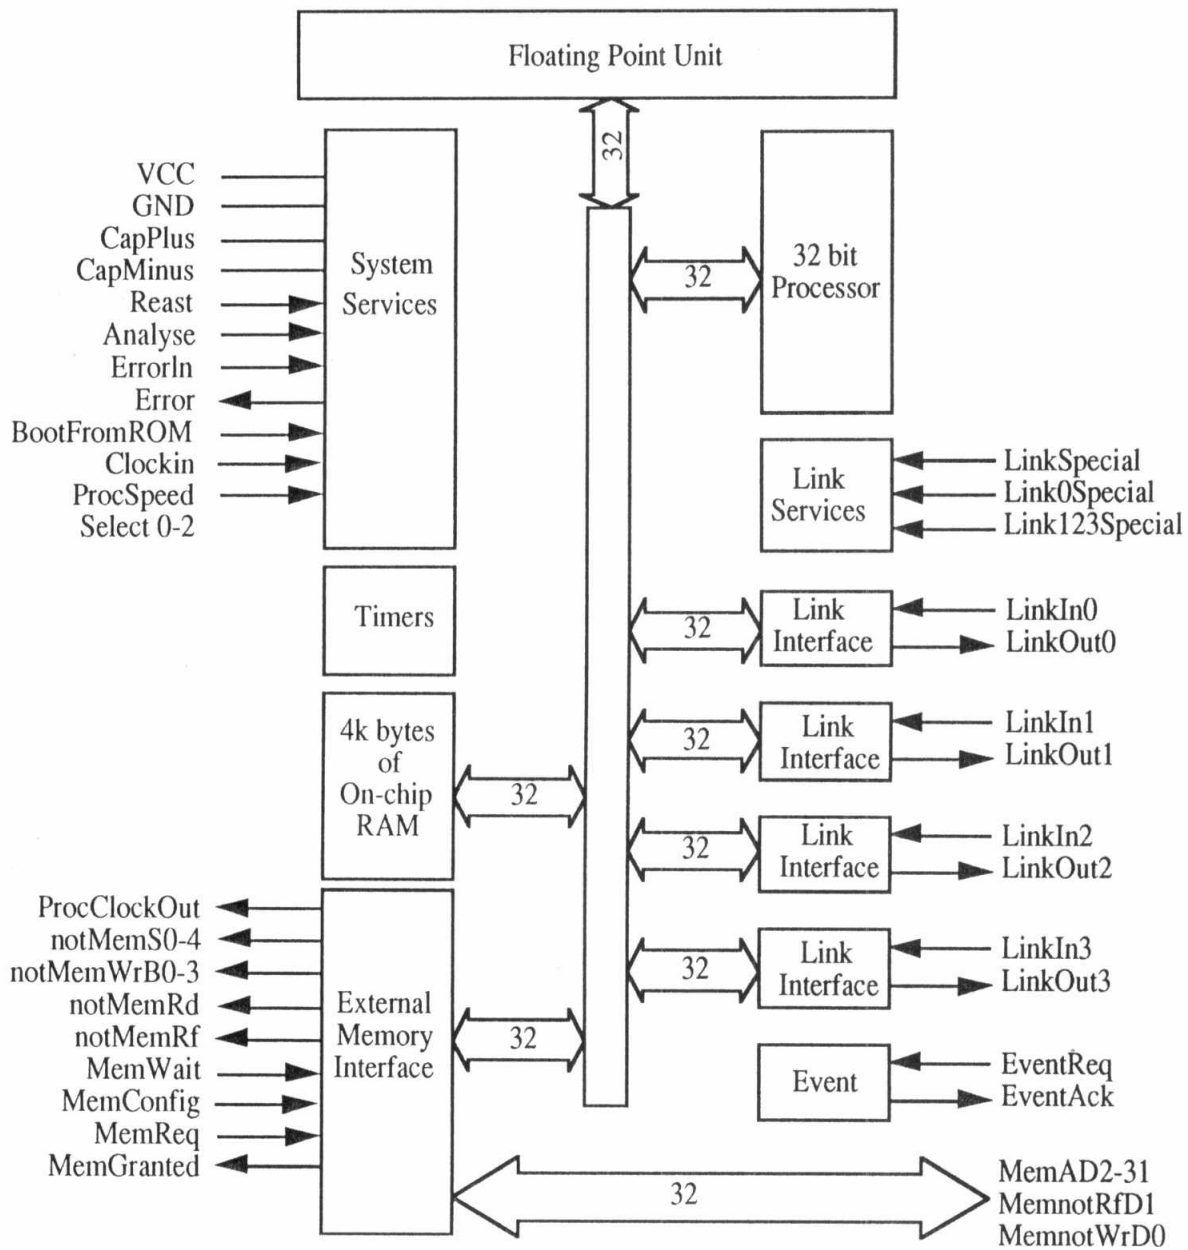 Floating Point Unit
32
VCC
GND
CapPlus
CapMinus
Reast
Analyse
ErrorIn
Error
BootFromROM
Clockin
ProcSpeed
Select 0-2
System
Services
32
32 bit
Processor
Link
Services
LinkSpecial
Link0Special
Link123Special
Timers
32
Link
Interface
LinkIn0
LinkOut0
4k bytes
of
On-chip
RAM
32
32
Link
Interface
LinkIn1
LinkOut1
32
Link
Interface
LinkIn2
LinkOut2
ProcClockOut
notMemS0-4
notMemWrB0-3
notMemRd
notMemRf
MemWait
MemConfig
MemReq
MemGranted
External
Memory
Interface
32
32
Link
Interface
LinkIn3
LinkOut3
Event
EventReq
EventAck
32
MemAD2-31
MemnotRfD1
MemnotWrD0